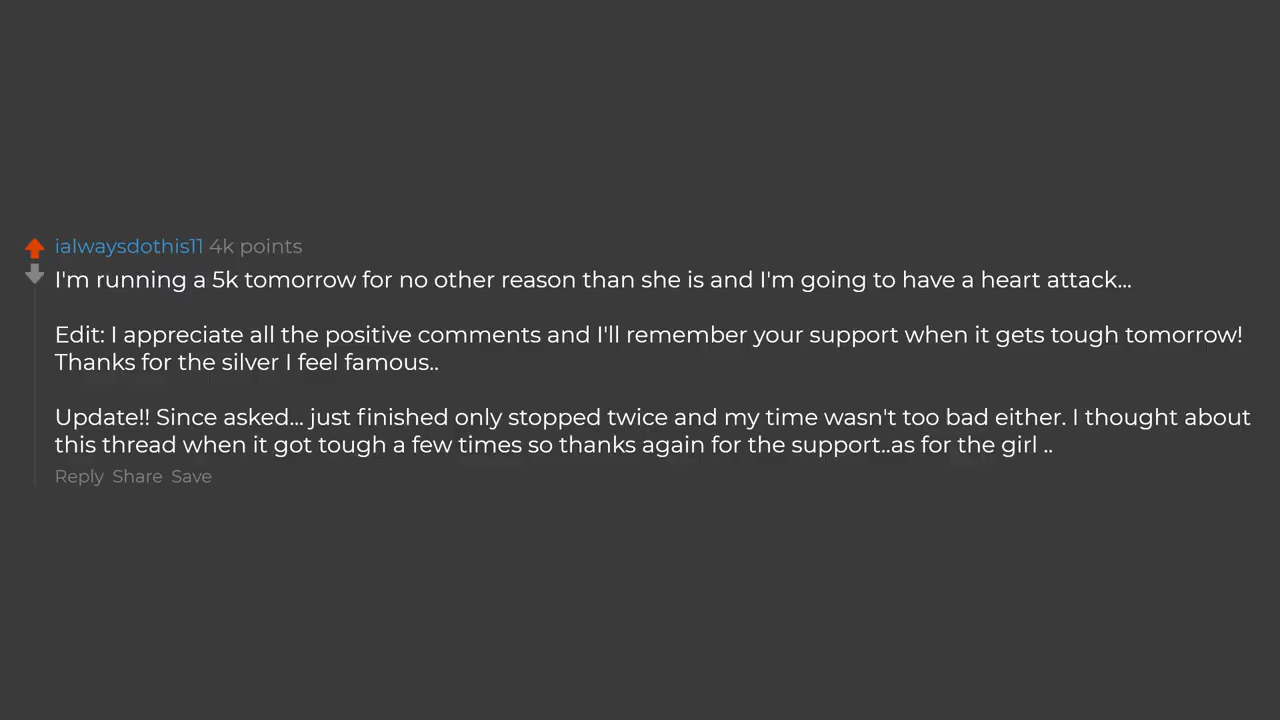 ialwaysdothis11 4k points
I'm running a 5k tomorrow for no other reason than she is and I'm going to have a heart attack...
Edit: I appreciate all the positive comments and I'll remember your support when it gets tough tomorrow!
Thanks for the silver I feel famous..
Update!! Since asked... just finished only stopped twice and my time wasn't too bad either. I thought about
this thread when it got tough a few times so thanks again for the support..as for the girl ..
Reply Share Save